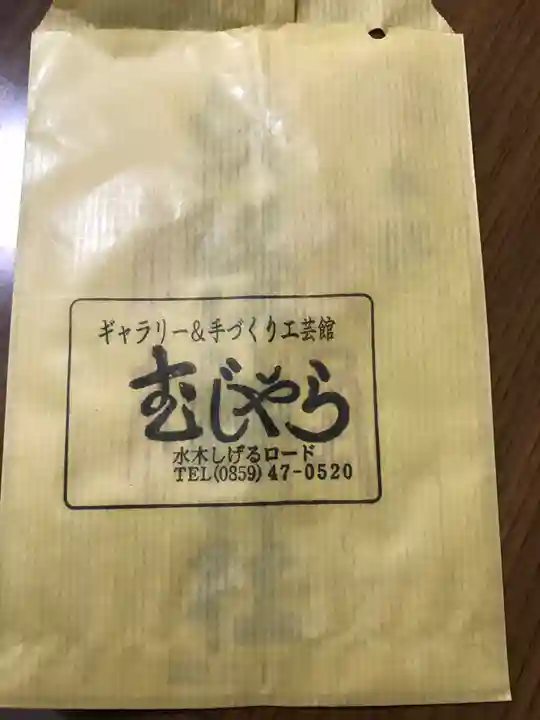 ギャラリー&手づくり工芸館
むじゃら
水木しげるロード
TEL(0859) 47-0520